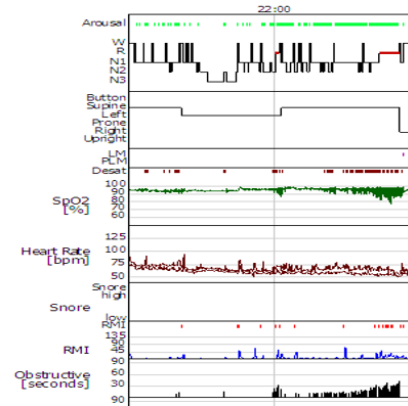 22:00
Arousal
W
R
N1
N2
N3
Button
Supine
Left
Prone
Right
Upright
LM
PLM
Desat
SpO2
[%]
100
90
80
70
60
Heart Rate
[bpm]
125
100
75
50
Snore
Snore
high
low
RMI
RMI
135
90
45
Obstructive
[seconds]
90
60
30
90